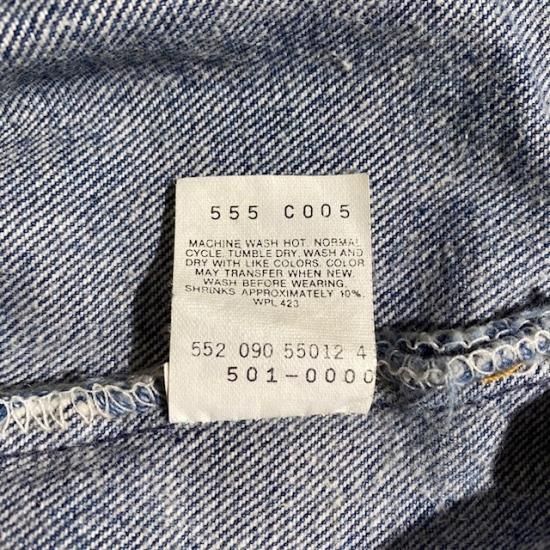 555 C005
MACHINE WASH HOT. NORMAL
CYCLE. TUMBLE DRY. WASH AND
DRY WITH LIKE COLORS. COLOR
MAY TRANSFER WHEN NEW.
WASH BEFORE WEARING.
SHRINKS APPROXIMATELY 10%.
WPL 423
552 090 55012 4
501-0000